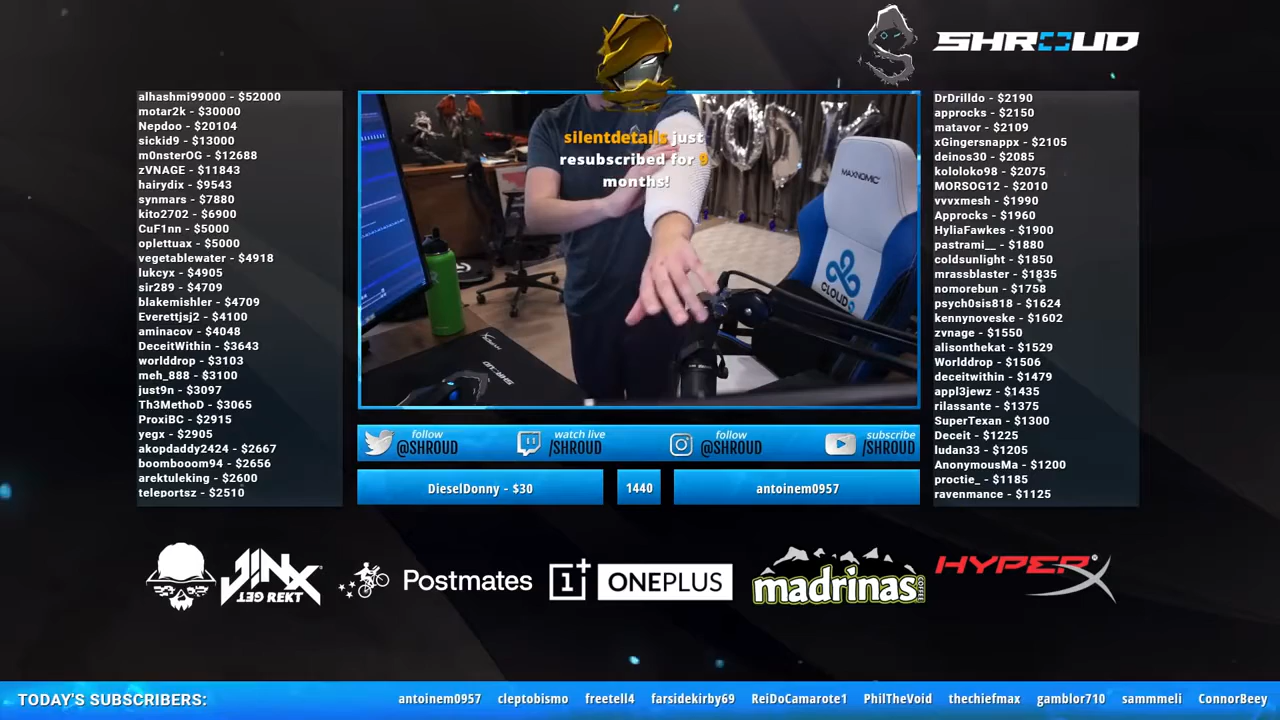 SHROUD
alhashmi99000 - $52000
motar2k - $30000
Nepdoo - $20104
sickid9 - $13000
m0nsterOG - $12688
zVNAGE - $11843
hairydix - $9543
synmars - $7880
kito2702 - $6900
CuF1nn - $5000
oplettuax - $5000
vegetablewater - $4918
lukcyx - $4905
sir289 - $4709
blakemishler - $4709
Everettjsj2 - $4100
aminacov - $4048
DeceitWithin - $3643
worlddrop - $3103
meh_888 - $3100
just9n - $3097
Th3MethoD - $3065
ProxiBC - $2915
yegx - $2905
akopdaddy2424 - $2667
boombooom94 - $2656
arektuleking - $2600
teleportsz - $2510
silentdetails just
resubscribed for 9
months!
MAXNOMIC
CLOUD
DrDrilldo - $2190
approcks - $2150
matavor - $2109
xGingersnappx - $2105
deinos30 - $2085
kololoko98 - $2075
MORSOG12 - $2010
vvvxmesh - $1990
Approcks - $1960
HyliaFawkes - $1900
pastrami__ - $1880
coldsunlight - $1850
mrassblaster - $1835
nomorebun - $1758
psych0sis818 - $1624
kennynoveske - $1602
zvnage - $1550
alisonthekat - $1529
Worlddrop - $1506
deceitwithin - $1479
appl3jewz - $1435
rilassante - $1375
SuperTexan - $1300
Deceit - $1225
ludan33 - $1205
AnonymousMa - $1200
proctie_ - $1185
ravenmance - $1125
follow
@SHROUD
watch live
/SHROUD
follow
@SHROUD
subscribe
/SHROUD
DieselDonny - $30
1440
antoinem0957
JINX
GET REKT
Postmates
1+ ONEPLUS
madrinas COFFEE
HYPERX
TODAY'S SUBSCRIBERS: antoinem0957 cleptobismo freetell4 farsidekirby69 ReiDoCamarote1 PhilTheVoid thechiefmax gamblor710 sammmeli ConnorBeey